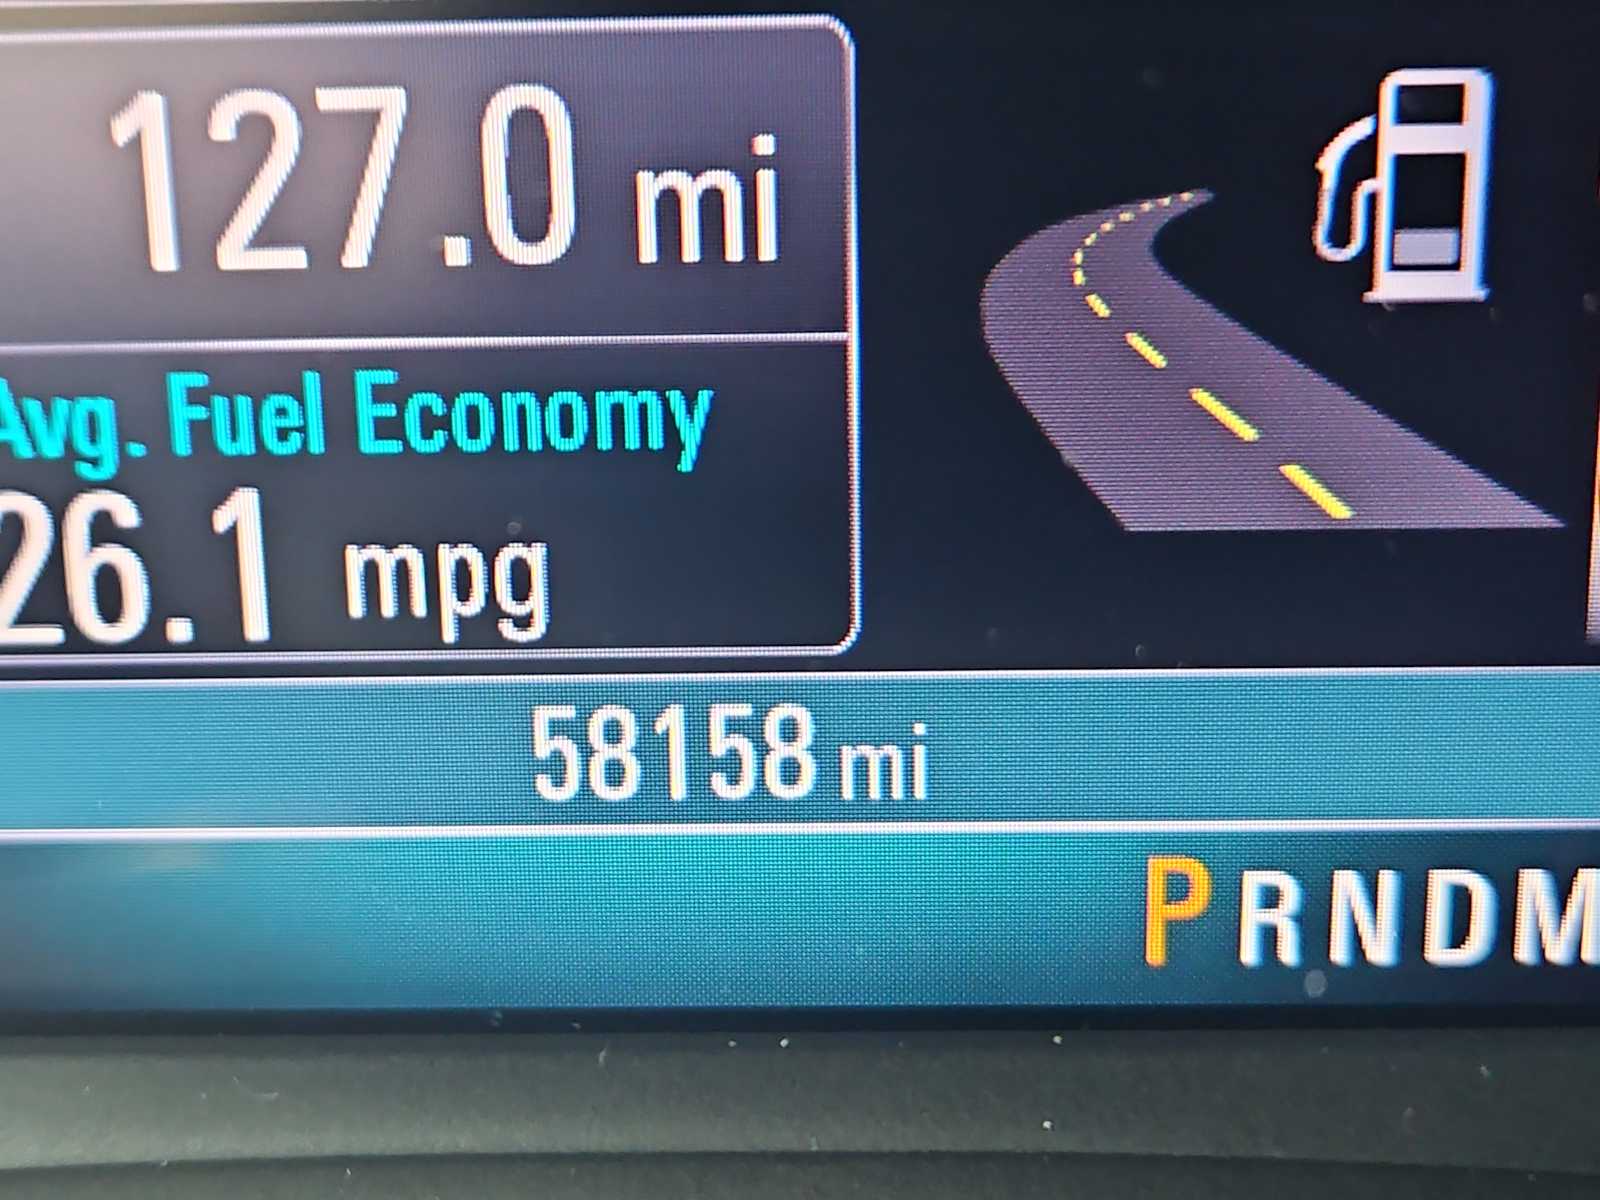 127.0 mi
Avg. Fuel Economy
26.1 mpg
58158 mi
PRNDM